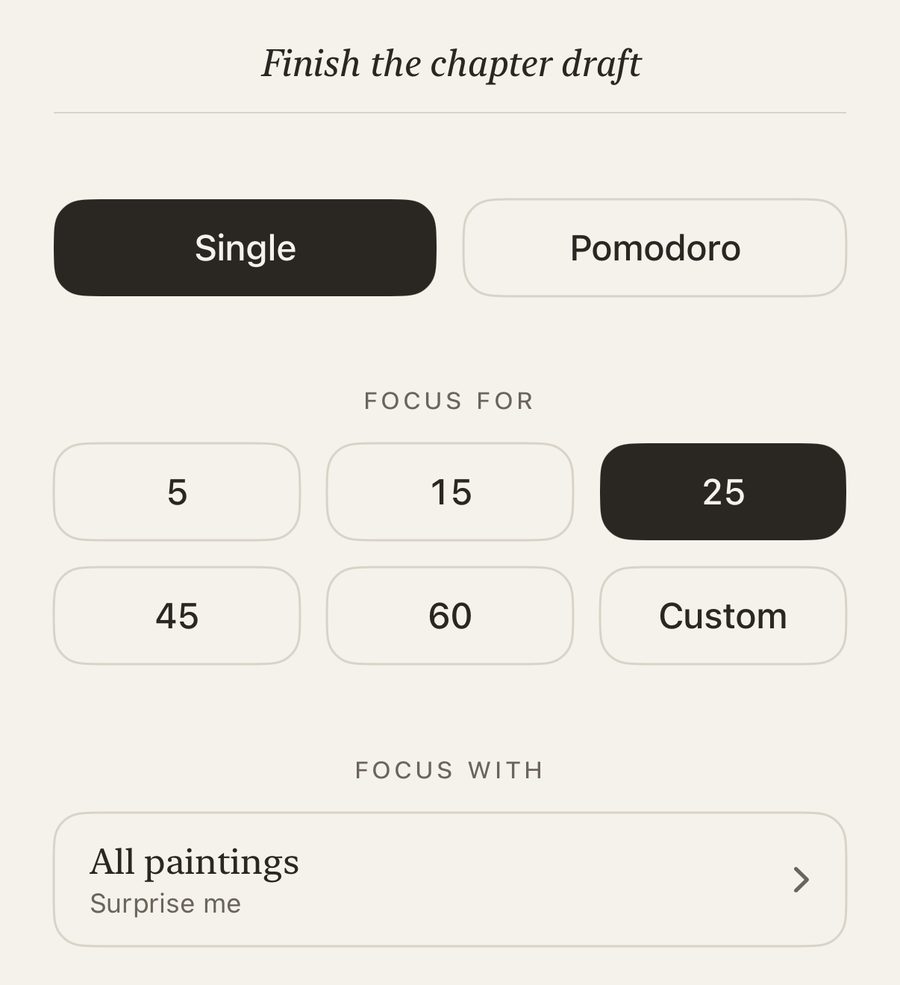 Finish the chapter draft
Single
Pomodoro
FOCUS FOR
5
15
25
45
60
Custom
FOCUS WITH
All paintings
Surprise me